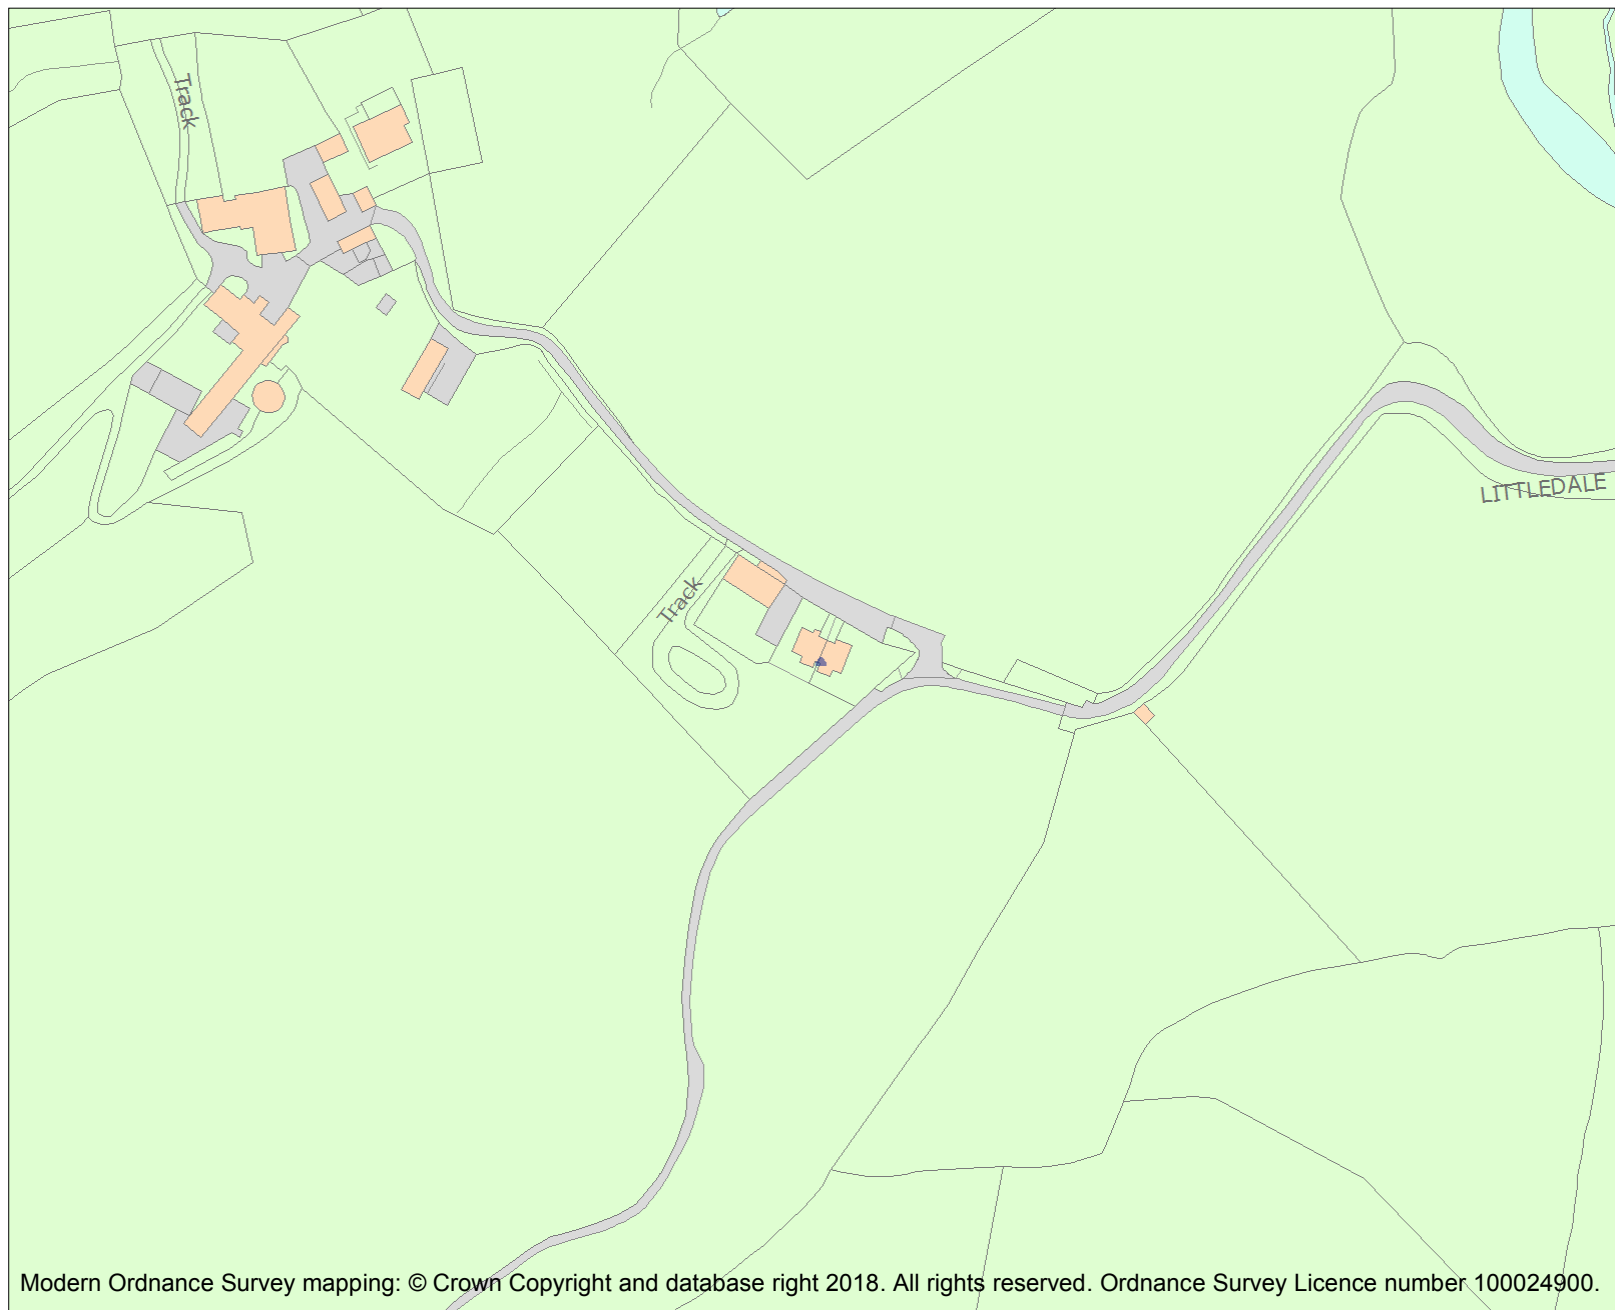 Track
LITTLEDALE
Track
Modern Ordnance Survey mapping: © Crown Copyright and database right 2018. All rights reserved. Ordnance Survey Licence number 100024900.